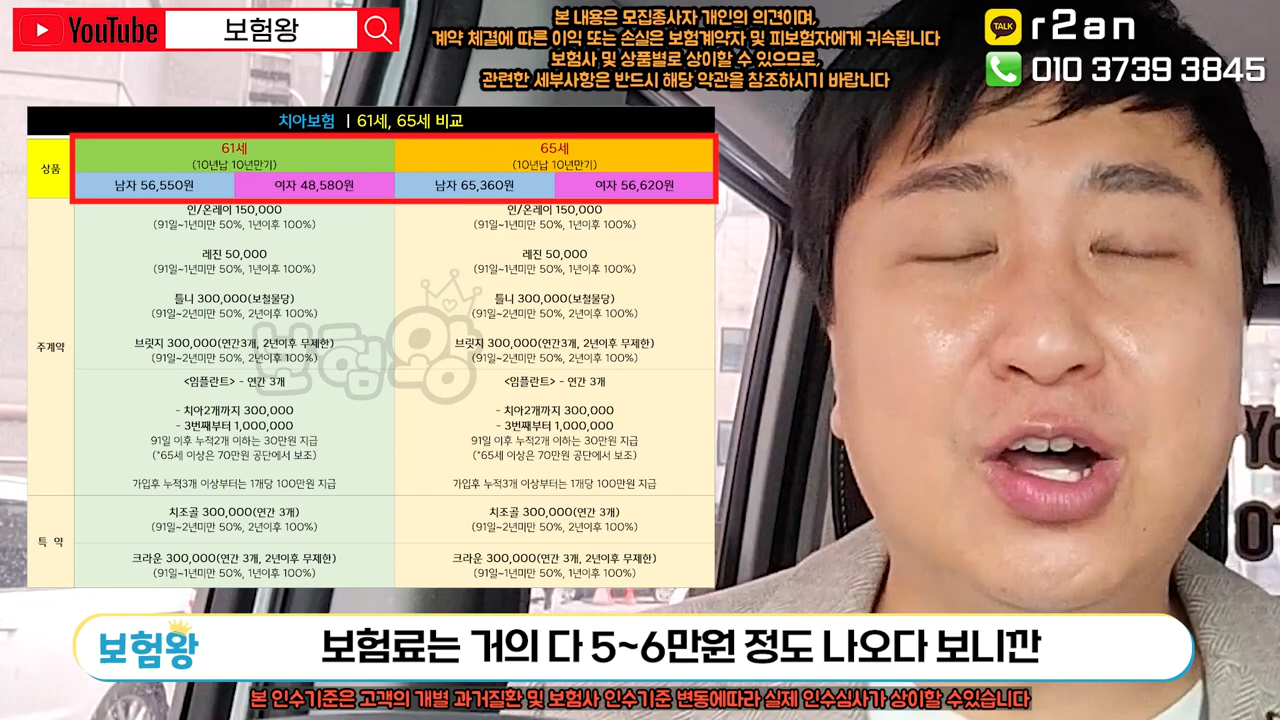 YouTube 보험왕
본 내용은 모집종사자 개인의 의견이며,
계약 체결에 따른 이익 또는 손실은 보험계약자 및 피보험자에게 귀속됩니다
보험사 및 상품별로 상이할 수 있으므로,
관련한 세부사항은 반드시 해당 약관을 참조하시기 바랍니다
TALK r2an
010 3739 3845
치아보험 | 61세, 65세 비교
상품
61세 65세
(10년납 10년만기) (10년납 10년만기)
남자 56,550원 여자 48,580원 남자 65,360원 여자 56,620원
주계약
인/온레이 150,000 인/온레이 150,000
(91일~1년미만 50%, 1년이후 100%) (91일~1년미만 50%, 1년이후 100%)
레진 50,000 레진 50,000
(91일~1년미만 50%, 1년이후 100%) (91일~1년미만 50%, 1년이후 100%)
틀니 300,000(보철물당) 틀니 300,000(보철물당)
(91일~2년미만 50%, 2년이후 100%) (91일~2년미만 50%, 2년이후 100%)
브릿지 300,000(연간3개, 2년이후 무제한) 브릿지 300,000(연간3개, 2년이후 무제한)
(91일~2년미만 50%, 2년이후 100%) (91일~2년미만 50%, 2년이후 100%)
<임플란트> - 연간 3개 <임플란트> - 연간 3개
- 치아2개까지 300,000 - 치아2개까지 300,000
- 3번째부터 1,000,000 - 3번째부터 1,000,000
91일 이후 누적2개 이하는 30만원 지급 91일 이후 누적2개 이하는 30만원 지급
(*65세 이상은 70만원 공단에서 보조) (*65세 이상은 70만원 공단에서 보조)
가입후 누적3개 이상부터는 1개당 100만원 지급 가입후 누적3개 이상부터는 1개당 100만원 지급
특 약
치조골 300,000(연간 3개) 치조골 300,000(연간 3개)
(91일~2년미만 50%, 2년이후 100%) (91일~2년미만 50%, 2년이후 100%)
크라운 300,000(연간 3개, 2년이후 무제한) 크라운 300,000(연간 3개, 2년이후 무제한)
(91일~1년미만 50%, 1년이후 100%) (91일~1년미만 50%, 1년이후 100%)
보험왕
Yo
01
보험왕 보험료는 거의 다 5~6만원 정도 나오다 보니깐
본 인수기준은 고객의 개별 과거질환 및 보험사 인수기준 변동에따라 실제 인수심사가 상이할 수있습니다